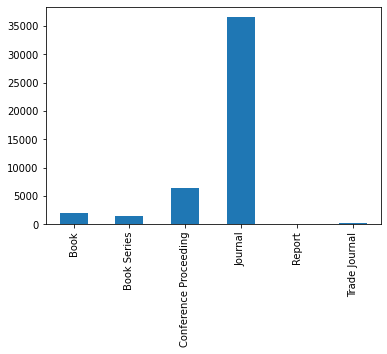 35000
30000
25000
20000
15000
10000
5000
0
Book
Book Series
Conference Proceeding
Journal
Report
Trade Journal